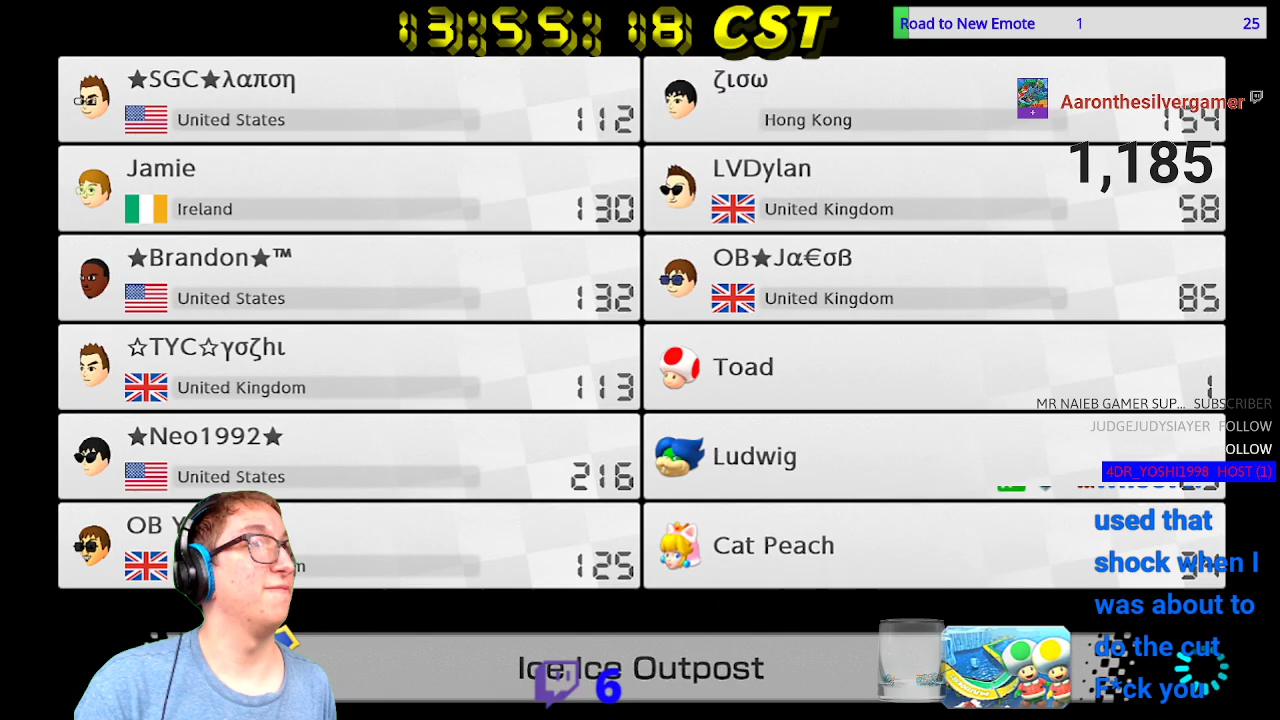 13:55:18 CST
Road to New Emote 1 25
★SGC★λαπση
United States 112
ζισω
Hong Kong 154
Aaronthesilvergamer
1,185
Jamie
Ireland 130
LVDylan
United Kingdom 58
★Brandon★™
United States 132
OB★Jα€σß
United Kingdom 85
☆TYC☆γσζhι
United Kingdom 113
Toad
1
MR NAIEB GAMER SUP... SUBSCRIBER
JUDGEJUDYSIAYER FOLLOW
OLLOW
4DR_YOSHI1998 HOST (1)
★Neo1992★
United States 216
Ludwig
OB Y
m 125
Cat Peach
used that
shock when I
was about to
do the cut
F*ck you
Ice Ice Outpost
6